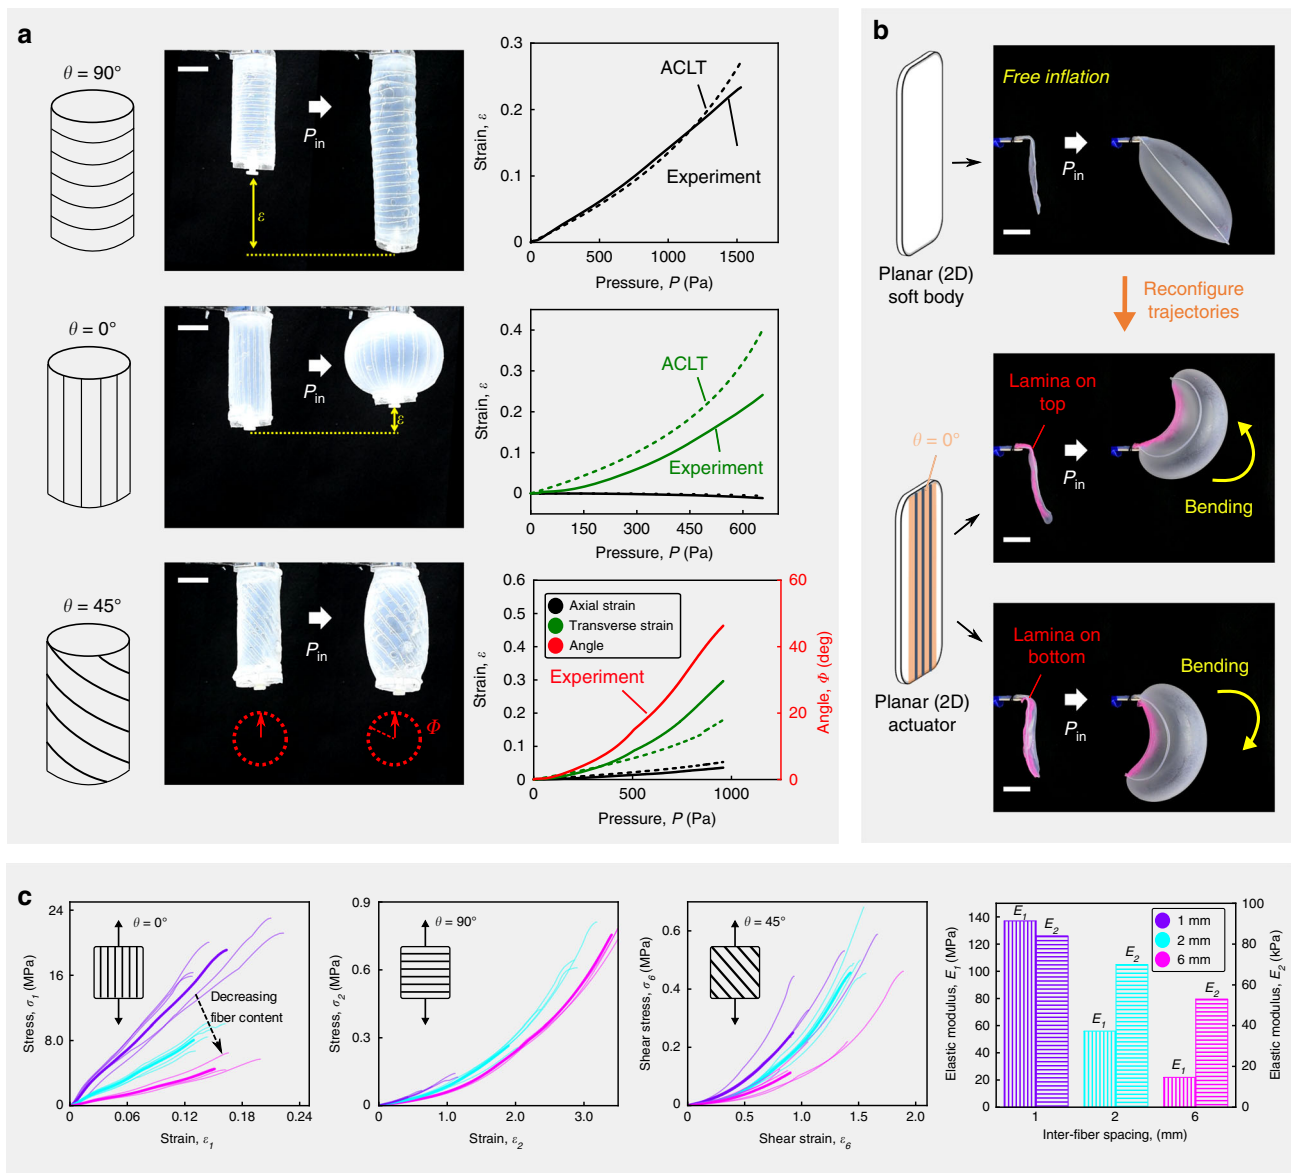 a
θ = 90°
P in
ε
0.3
0.2
0.1
0
Strain, ε
ACLT
Experiment
0 500 1000 1500
Pressure, P (Pa)
θ = 0°
P in
ε
0.4
0.3
0.2
0.1
0
Strain, ε
ACLT
Experiment
0 150 300 450 600
Pressure, P (Pa)
θ = 45°
P in
Φ
0.6
0.5
0.4
0.3
0.2
0.1
0
Strain, ε
Axial strain
Transverse strain
Angle
Experiment
60
40
20
0
Angle, Φ (deg)
0 500 1000
Pressure, P (Pa)
b
Free inflation
P in
Planar (2D)
soft body
Reconfigure
trajectories
Lamina on
top
P in
Bending
θ = 0°
Planar (2D)
actuator
Lamina on
bottom
P in
Bending
c
24
16
8.0
0
Stress, σ1 (MPa)
θ = 0°
Decreasing
fiber content
0.06 0.12 0.18 0.24
Strain, ε1
0.9
0.6
0.3
0
Stress, σ2 (MPa)
θ = 90°
0 1.0 2.0 3.0
Strain, ε2
0.6
0.4
0.2
0
Shear stress, σ6 (MPa)
θ = 45°
0 0.5 1.0 1.5 2.0
Shear strain, ε6
140
120
100
80
60
40
20
0
Elastic modulus, E1 (MPa)
E1
E2
E1
E2
E1
E2
1 mm
2 mm
6 mm
100
80
60
40
20
0
Elastic modulus, E2 (kPa)
1 2 6
Inter-fiber spacing, (mm)